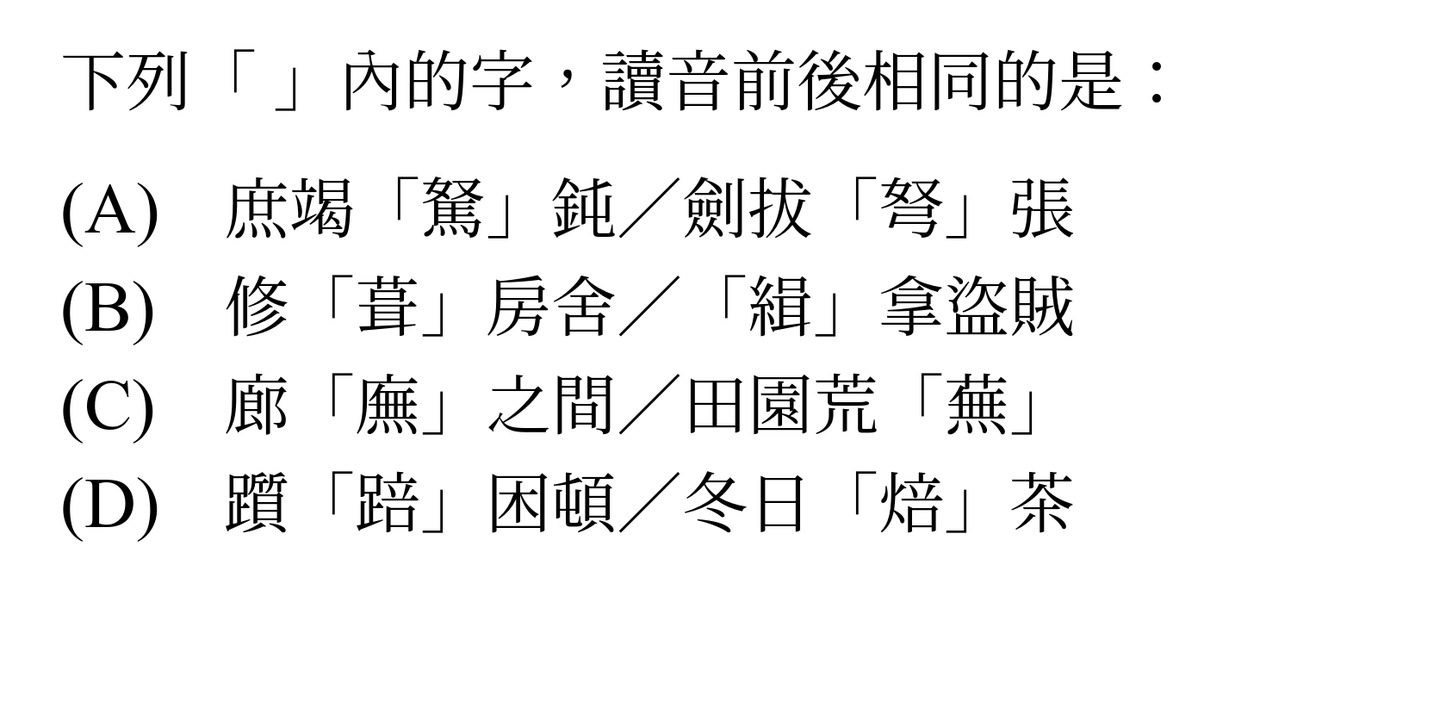 下列「 」內的字，讀音前後相同的是：
(A) 庶竭「駑」鈍／劍拔「弩」張
(B) 修「葺」房舍／「緝」拿盜賊
(C) 廊「廡」之間／田園荒「蕪」
(D) 躓「踣」困頓／冬日「焙」茶